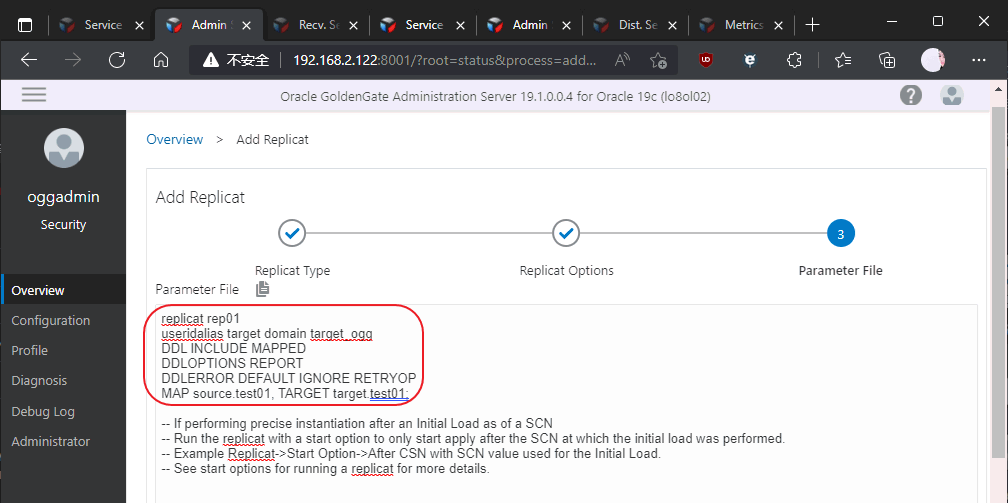 Service
Admin S
Recv. Se
Service
Admin S
Dist. Se
Metrics
不安全
192.168.2.122:8001/?root=status&process=add...
Oracle GoldenGate Administration Server 19.1.0.0.4 for Oracle 19c (lo8ol02)
oggadmin
Security
Overview
Configuration
Profile
Diagnosis
Debug Log
Administrator
Overview > Add Replicat
Add Replicat
3
Replicat Type
Replicat Options
Parameter File
Parameter File
replicat rep01
useridalias target domain target_ogg
DDL INCLUDE MAPPED
DDLOPTIONS REPORT
DDLERROR DEFAULT IGNORE RETRYOP
MAP source.test01, TARGET target.test01;
-- If performing precise instantiation after an Initial Load as of a SCN
-- Run the replicat with a start option to only start apply after the SCN at which the initial load was performed.
-- Example Replicat->Start Option->After CSN with SCN value used for the Initial Load.
-- See start options for running a replicat for more details.